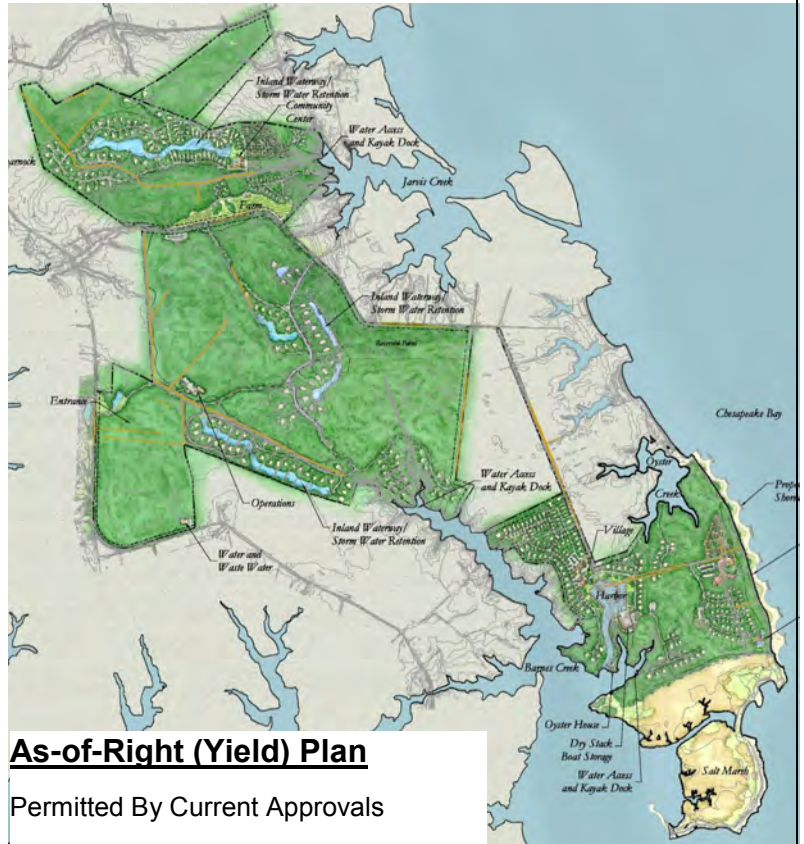 Inland Waterway/
Storm Water Retention
Community
Center
Water Access
and Kayak Dock
Jarvis Creek
Farm
Inland Waterway/
Storm Water Retention
Entrance
Chesapeake Bay
Oyster
Creek
Water Access
and Kayak Dock
Operations
Inland Waterway/
Storm Water Retention
Village
Water and
Waste Water
Harbor
Barnes Creek
Oyster House
Dry Stack
Boat Storage
Water Access
and Kayak Dock
Salt Marsh
As-of-Right (Yield) Plan
Permitted By Current Approvals